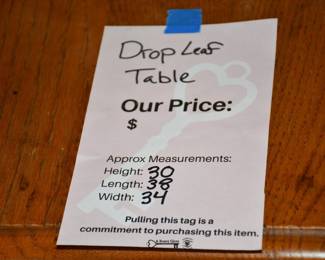 Drop Leaf
Table
Our Price:
$
Approx Measurements:
Height: 30
Length: 38
Width: 34
Pulling this tag is a
commitment to purchasing this item.